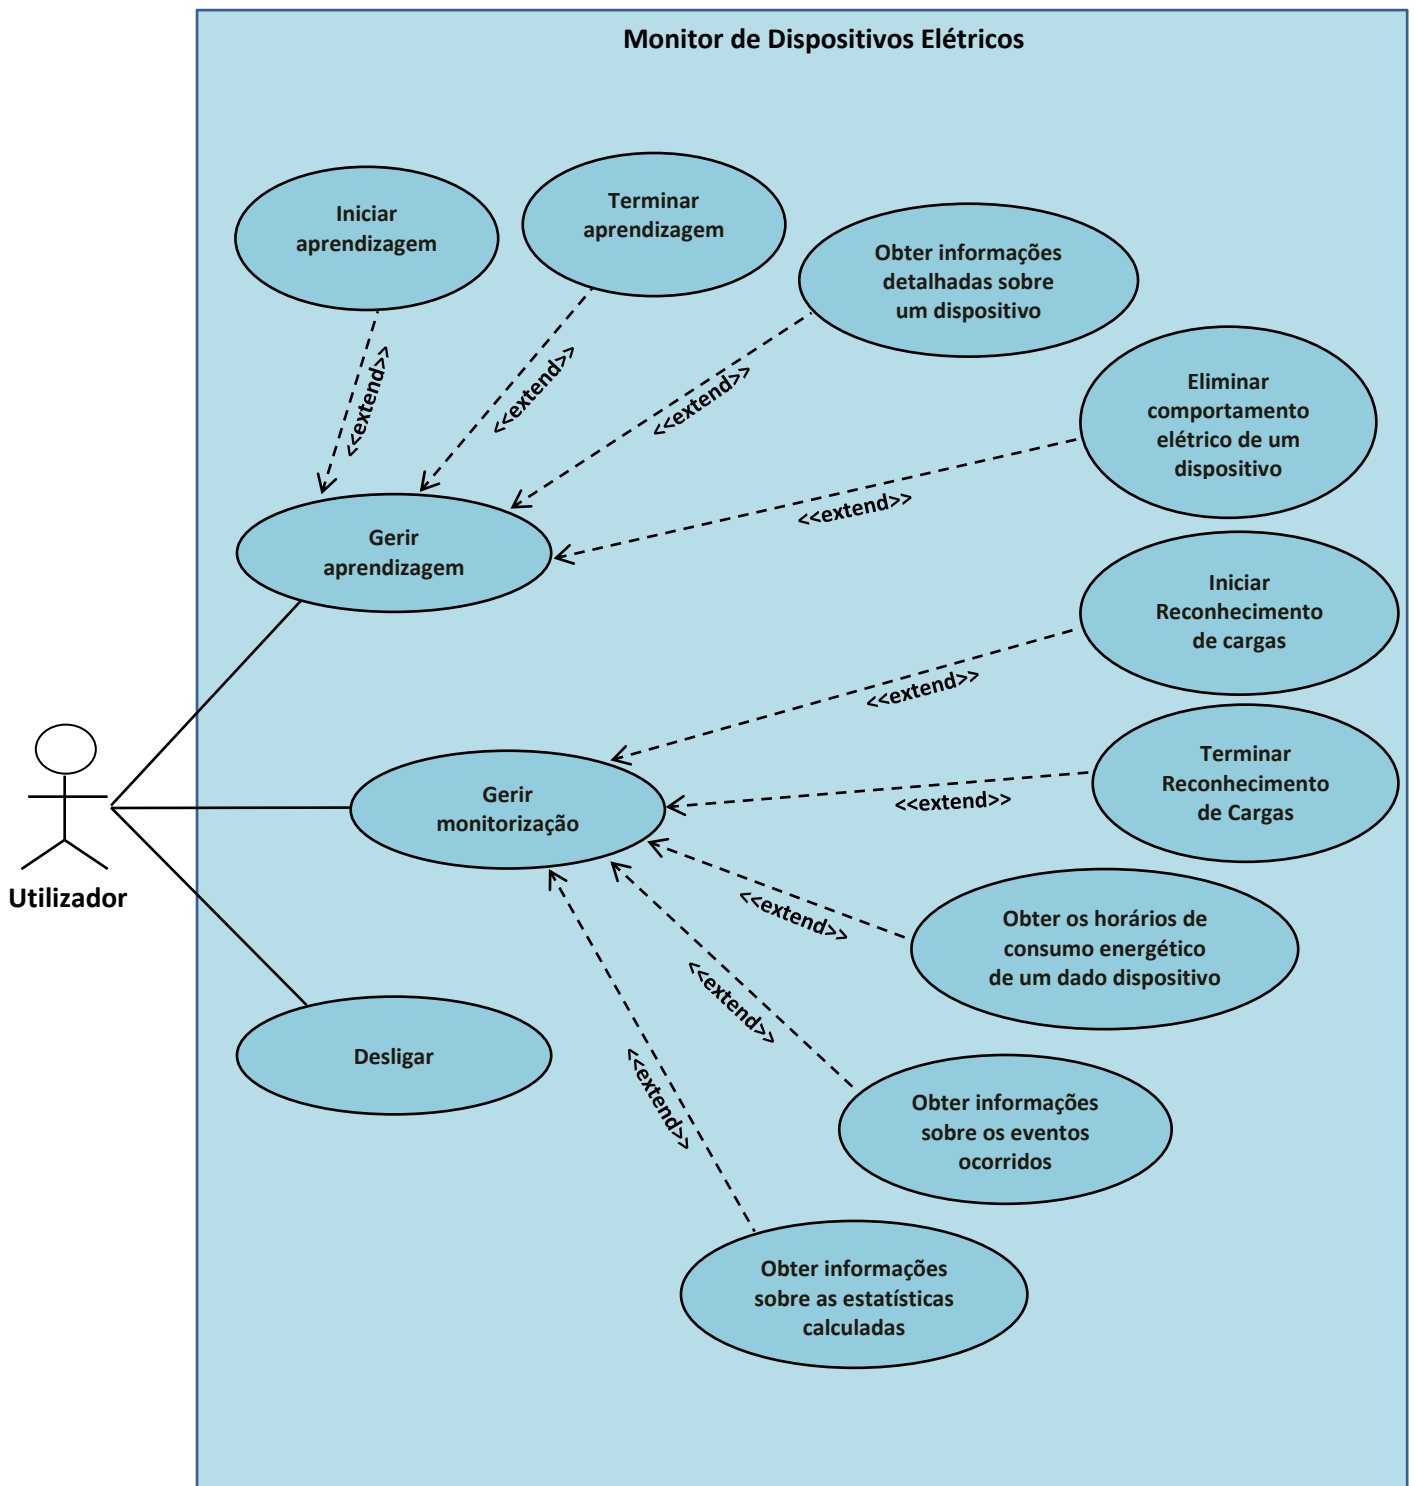 Monitor de Dispositivos Elétricos
Iniciar
aprendizagem
Terminar
aprendizagem
Obter informações
detalhadas sobre
um dispositivo
Eliminar
comportamento
elétrico de um
dispositivo
<<extend>>
<<extend>>
<<extend>>
<<extend>>
Gerir
aprendizagem
Iniciar
Reconhecimento
de cargas
<<extend>>
Terminar
Reconhecimento
de Cargas
<<extend>>
Gerir
monitorização
Utilizador
<<extend>>
Obter os horários de
consumo energético
de um dado dispositivo
<<extend>>
Desligar
<<extend>>
Obter informações
sobre os eventos
ocorridos
Obter informações
sobre as estatísticas
calculadas